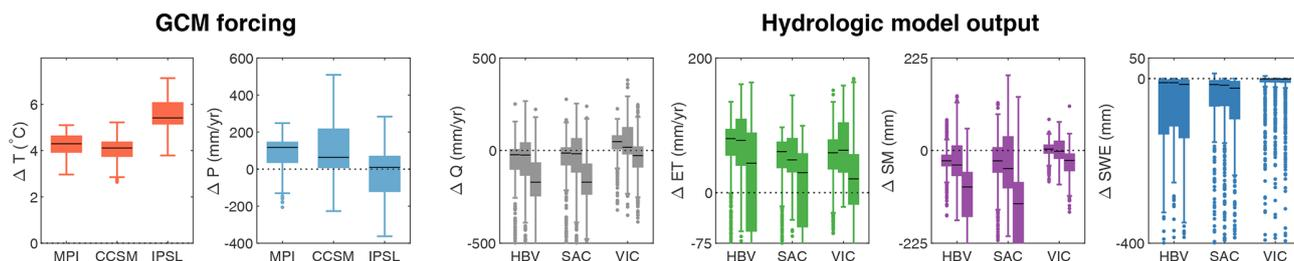 GCM forcing
Hydrologic model output
Δ T (°C)
6
4
2
0
MPI CCSM IPSL
Δ P (mm/yr)
600
400
200
0
-200
-400
MPI CCSM IPSL
Δ Q (mm/yr)
500
0
-500
HBV SAC VIC
Δ ET (mm/yr)
200
0
-75
HBV SAC VIC
Δ SM (mm)
225
0
-225
HBV SAC VIC
Δ SWE (mm)
50
0
-400
HBV SAC VIC